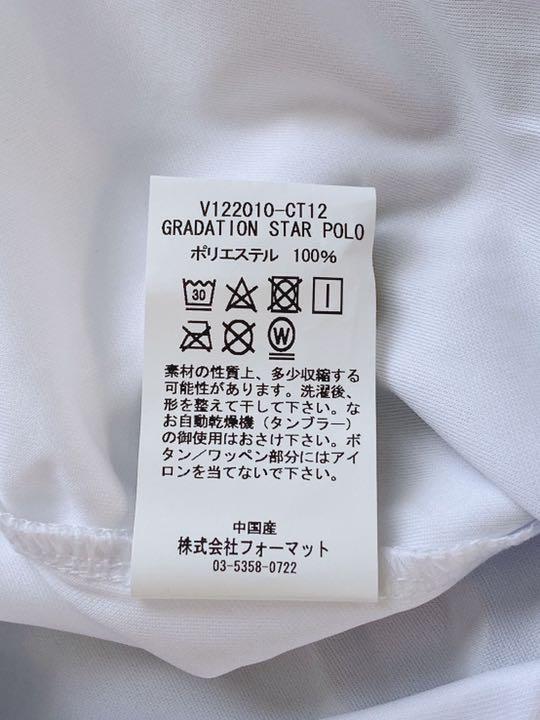 V122010-CT12
GRADATION STAR POLO
ポリエステル 100%
30
W
素材の性質上、多少収縮する
可能性があります。洗濯後、
形を整えて干して下さい。な
お自動乾燥機（タンブラー）
の御使用はおさけ下さい。ボ
タン／ワッペン部分にはアイ
ロンを当てないで下さい。
中国産
株式会社フォーマット
03-5358-0722